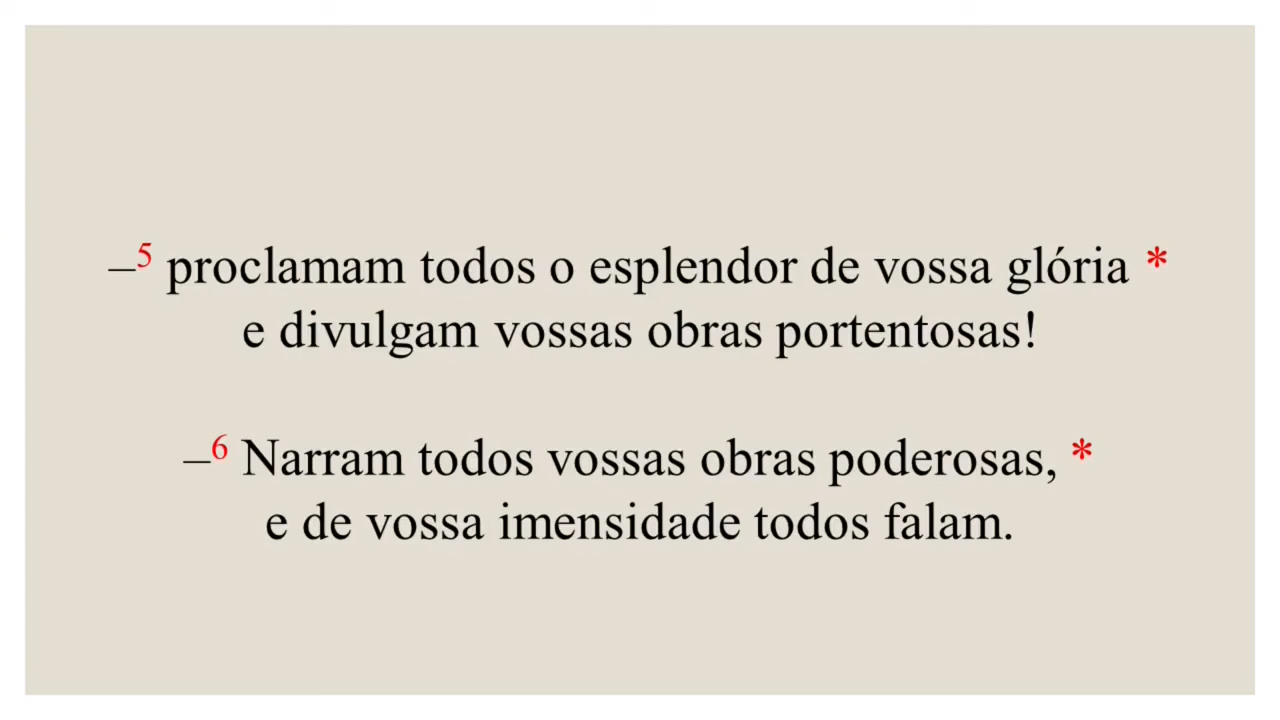 –5 proclamam todos o esplendor de vossa glória *
e divulgam vossas obras portentosas!
–6 Narram todos vossas obras poderosas, *
e de vossa imensidade todos falam.